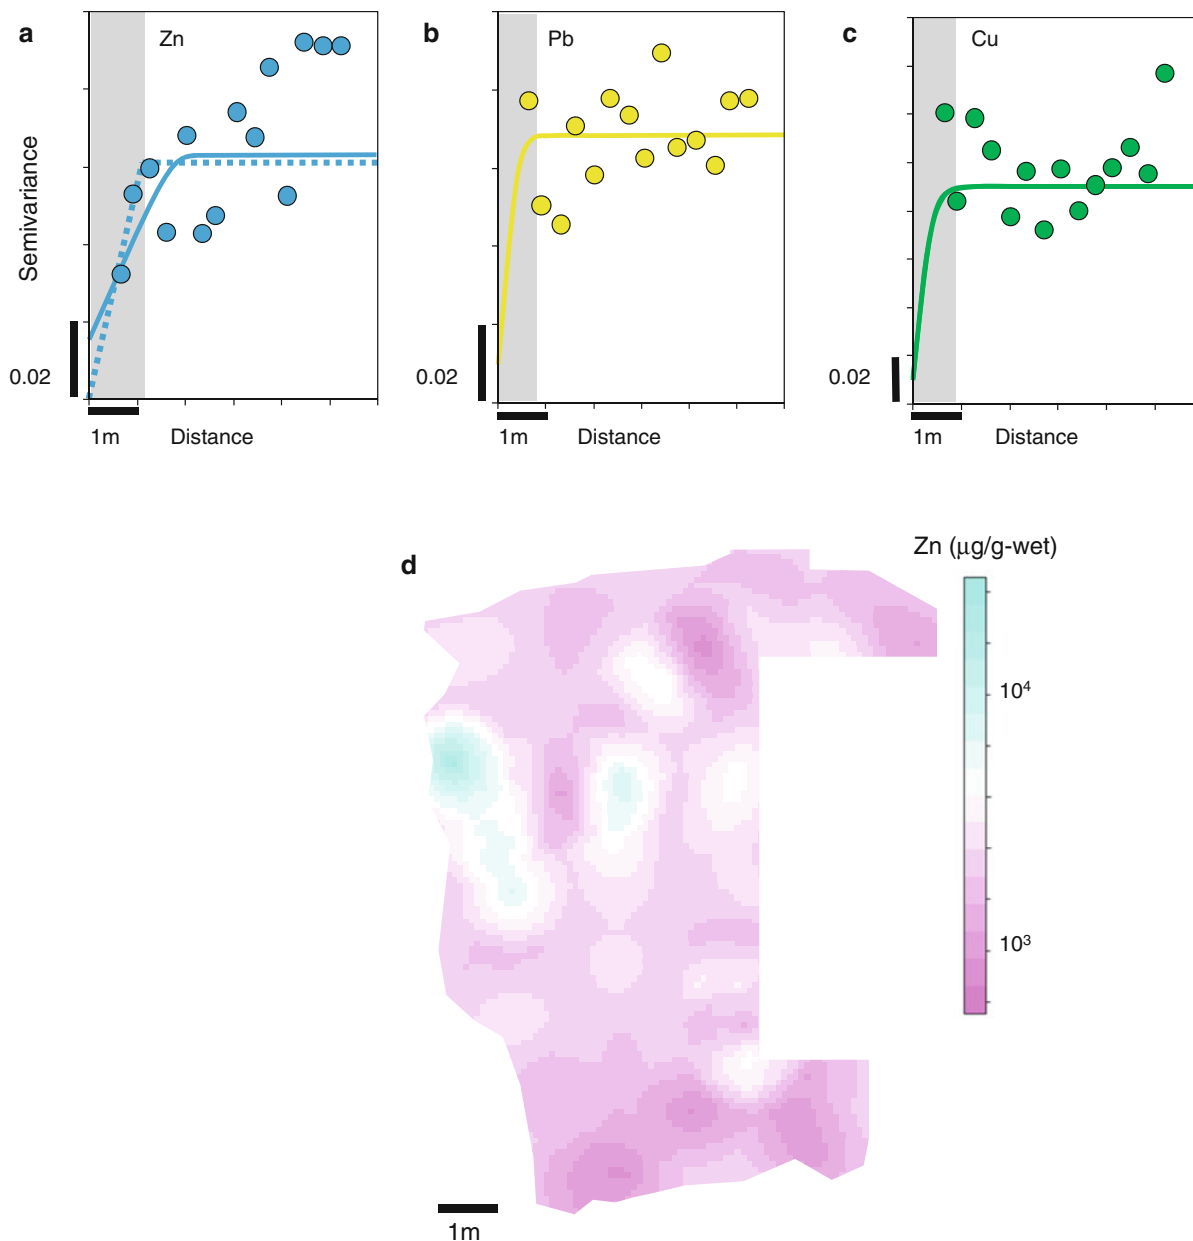 a
Zn
b
Pb
c
Cu
Semivariance
0.02
0.02
0.02
1m
Distance
1m
Distance
1m
Distance
d
Zn (µg/g-wet)
10⁴
10³
1m